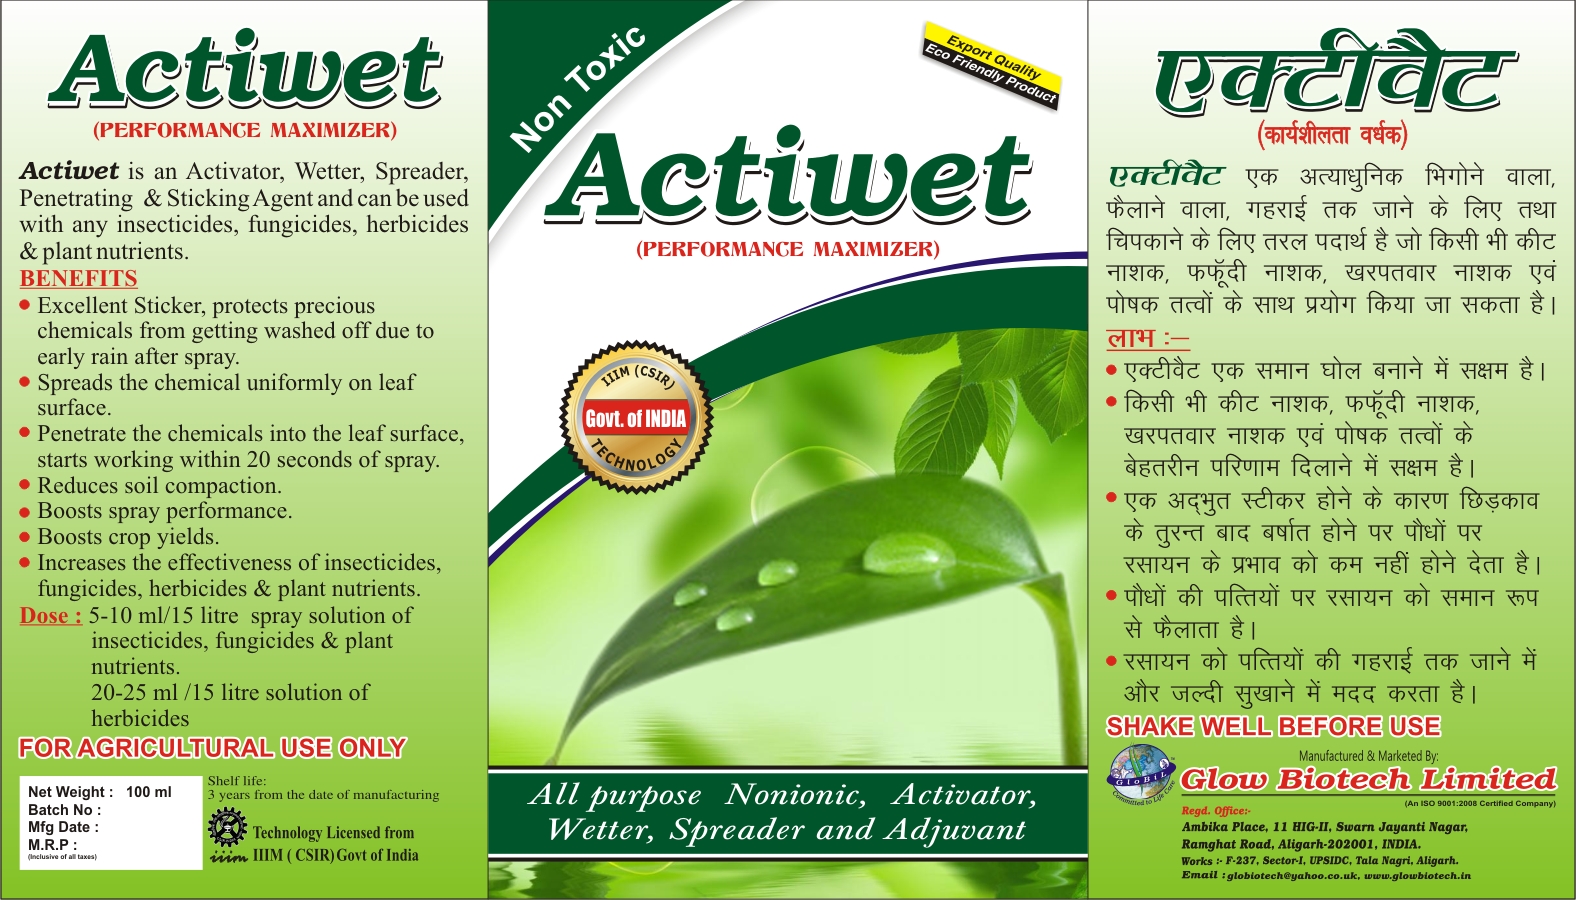 Actiwet
(PERFORMANCE MAXIMIZER)
Actiwet is an Activator, Wetter, Spreader,
Penetrating & Sticking Agent and can be used
with any insecticides, fungicides, herbicides
& plant nutrients.
BENEFITS
Excellent Sticker, protects precious
chemicals from getting washed off due to
early rain after spray.
Spreads the chemical uniformly on leaf
surface.
Penetrate the chemicals into the leaf surface,
starts working within 20 seconds of spray.
Reduces soil compaction.
Boosts spray performance.
Boosts crop yields.
Increases the effectiveness of insecticides,
fungicides, herbicides & plant nutrients.
Dose : 5-10 ml/15 litre spray solution of
insecticides, fungicides & plant
nutrients.
20-25 ml /15 litre solution of
herbicides
FOR AGRICULTURAL USE ONLY
Net Weight : 100 ml
Batch No :
Mfg Date :
M.R.P :
(Inclusive of all taxes)
Shelf life:
3 years from the date of manufacturing
iiim
Technology Licensed from
IIIM ( CSIR) Govt of India
Non Toxic
Export Quality
Eco Friendly Product
Actiwet
(PERFORMANCE MAXIMIZER)
IIIM (CSIR)
Govt. of INDIA
TECHNOLOGY
All purpose Nonionic, Activator,
Wetter, Spreader and Adjuvant
एक्टीवैट
(कार्यशीलता वर्धक)
एक्टीवैट एक अत्याधुनिक भिगोने वाला,
फैलाने वाला, गहराई तक जाने के लिए तथा
चिपकाने के लिए तरल पदार्थ है जो किसी भी कीट
नाशक, फफूँदी नाशक, खरपतवार नाशक एवं
पोषक तत्वों के साथ प्रयोग किया जा सकता है।
लाभ :–
एक्टीवैट एक समान घोल बनाने में सक्षम है।
किसी भी कीट नाशक, फफूँदी नाशक,
खरपतवार नाशक एवं पोषक तत्वों के
बेहतरीन परिणाम दिलाने में सक्षम है।
एक अद्भुत स्टीकर होने के कारण छिड़काव
के तुरन्त बाद बर्षात होने पर पौधों पर
रसायन के प्रभाव को कम नहीं होने देता है।
पौधों की पत्तियों पर रसायन को समान रूप
से फैलाता है।
रसायन को पत्तियों की गहराई तक जाने में
और जल्दी सुखाने में मदद करता है।
SHAKE WELL BEFORE USE
GloBiL
Committed to Life Care
Manufactured & Marketed By:
Glow Biotech Limited
(An ISO 9001:2008 Certified Company)
Regd. Office:-
Ambika Place, 11 HIG-II, Swarn Jayanti Nagar,
Ramghat Road, Aligarh-202001, INDIA.
Works :- F-237, Sector-I, UPSIDC, Tala Nagri, Aligarh.
Email : globiotech@yahoo.co.uk, www.glowbiotech.in